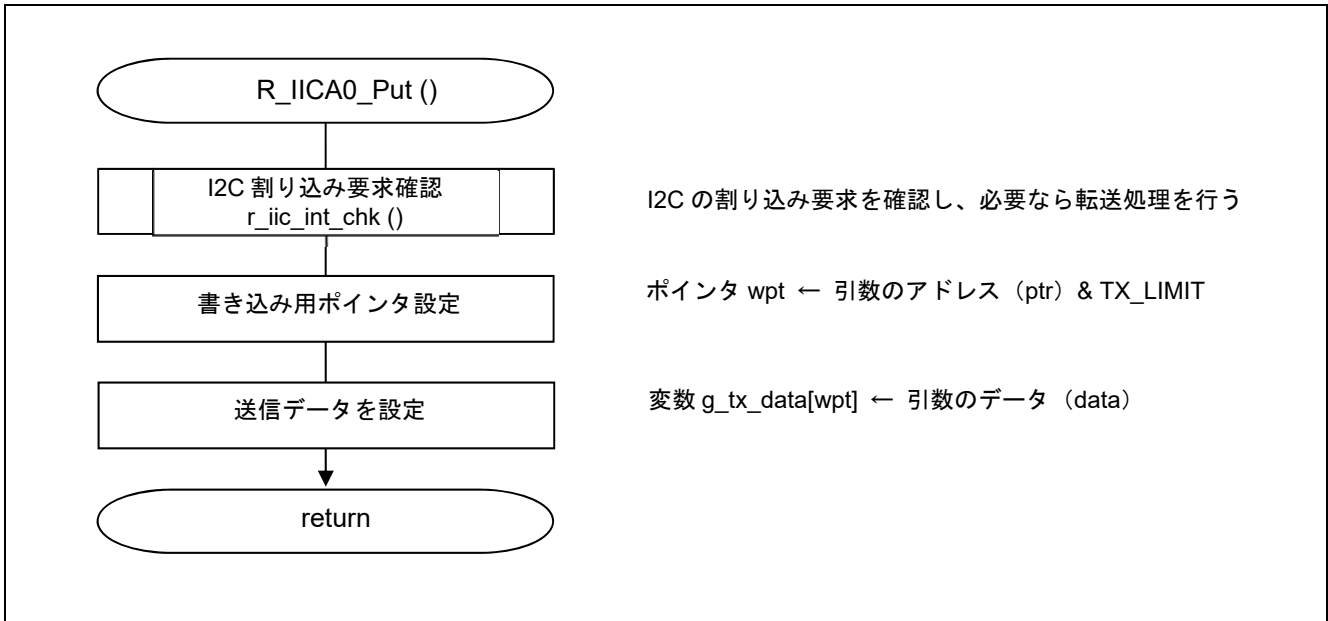 R_IICA0_Put ()
I2C 割り込み要求確認
r_iic_int_chk ()
I2C の割り込み要求を確認し、必要なら転送処理を行う
書き込み用ポインタ設定
ポインタ wpt ← 引数のアドレス（ptr）& TX_LIMIT
送信データを設定
変数 g_tx_data[wpt] ← 引数のデータ（data）
return